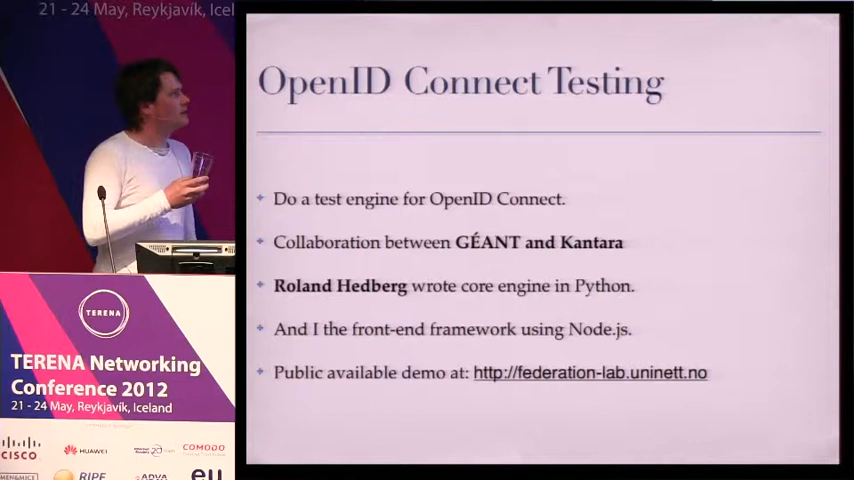 21 - 24 May, Reykjavík, Icel
OpenID Connect Testing
Do a test engine for OpenID Connect.
Collaboration between GÉANT and Kantara
Roland Hedberg wrote core engine in Python.
And I the front-end framework using Node.js.
Public available demo at: http://federation-lab.uninett.no
TERENA
TERENA Networking
Conference 2012
21 - 24 May, Reykjavík, Iceland
CISCO
HUAWEI
COMODO
MEN&MICE
RIPE
ADVA
eu